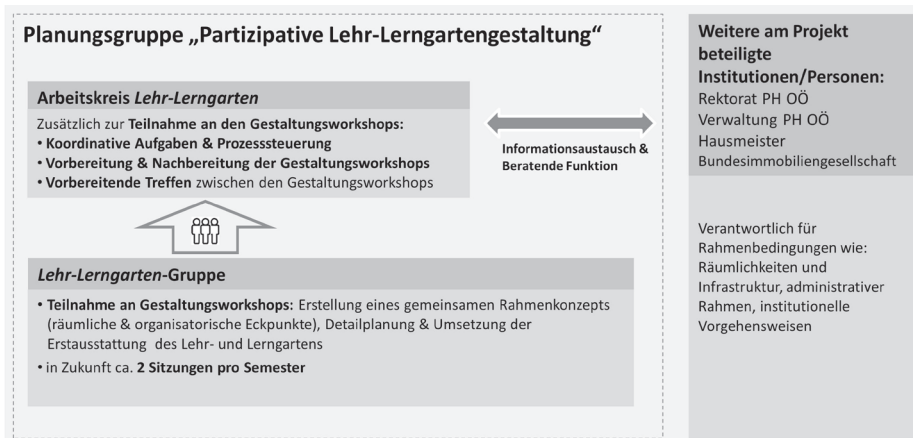 Planungsgruppe „Partizipative Lehr-Lerngartengestaltung“
Arbeitskreis Lehr-Lerngarten
Zusätzlich zur Teilnahme an den Gestaltungsworkshops:
• Koordinative Aufgaben & Prozesssteuerung
• Vorbereitung & Nachbereitung der Gestaltungsworkshops
• Vorbereitende Treffen zwischen den Gestaltungsworkshops
Informationsaustausch &
Beratende Funktion
Lehr-Lerngarten-Gruppe
• Teilnahme an Gestaltungsworkshops: Erstellung eines gemeinsamen Rahmenkonzepts
(räumliche & organisatorische Eckpunkte), Detailplanung & Umsetzung der
Erstausstattung des Lehr- und Lerngartens
• in Zukunft ca. 2 Sitzungen pro Semester
Weitere am Projekt
beteiligte
Institutionen/Personen:
Rektorat PH OÖ
Verwaltung PH OÖ
Hausmeister
Bundesimmobiliengesellschaft
Verantwortlich für
Rahmenbedingungen wie:
Räumlichkeiten und
Infrastruktur, administrativer
Rahmen, institutionelle
Vorgehensweisen